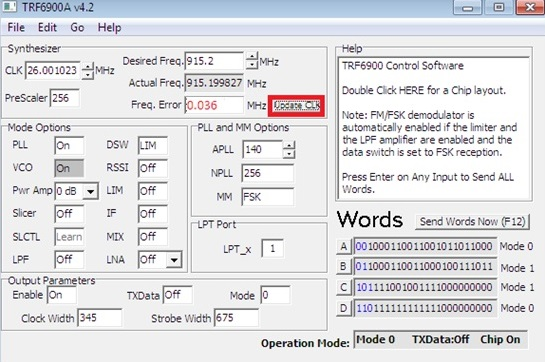 TRF6900A v4.2
File Edit Go Help
Synthesizer
CLK 26.001023 MHz
PreScaler 256
Desired Freq. 915.2 MHz
Actual Freq. 915.199827 MHz
Freq. Error 0.036 MHz Update CLK
Help
TRF6900 Control Software
Double Click HERE for a Chip layout.
Note: FM/FSK demodulator is
automatically enabled if the limiter and
the LPF amplifier are enabled and the
data switch is set to FSK reception.
Press Enter on Any Input to Send ALL
Words.
Mode Options
PLL On DSW LIM
VCO On RSSI Off
Pwr Amp 0 dB LIM Off
Slicer Off IF Off
SLCTL Learn MIX Off
LPF Off LNA Off
PLL and MM Options
APLL 140
NPLL 256
MM FSK
LPT Port
LPT_x 1
Words Send Words Now (F12)
A 001000110011001011011000 Mode 0
B 011000110011000100111011 Mode 1
C 101111001001111000000000 Mode 1
D 110111111111111000000000 Mode 0
Output Parameters
Enable On TXData Off Mode 0
Clock Width 345 Strobe Width 675
Operation Mode: Mode 0 TXData:Off Chip On